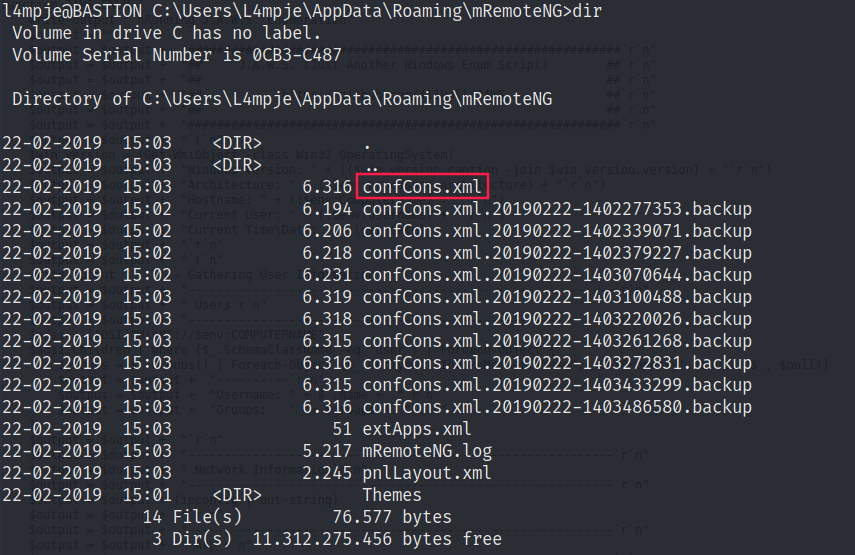 l4mpje@BASTION C:\Users\L4mpje\AppData\Roaming\mRemoteNG>dir
 Volume in drive C has no label.
 Volume Serial Number is 0CB3-C487

 Directory of C:\Users\L4mpje\AppData\Roaming\mRemoteNG

22-02-2019  15:03    <DIR>          .
22-02-2019  15:03    <DIR>          ..
22-02-2019  15:03             6.316 confCons.xml
22-02-2019  15:02             6.194 confCons.xml.20190222-1402277353.backup
22-02-2019  15:02             6.206 confCons.xml.20190222-1402339071.backup
22-02-2019  15:02             6.218 confCons.xml.20190222-1402379227.backup
22-02-2019  15:02             6.231 confCons.xml.20190222-1403070644.backup
22-02-2019  15:03             6.319 confCons.xml.20190222-1403100488.backup
22-02-2019  15:03             6.318 confCons.xml.20190222-1403220026.backup
22-02-2019  15:03             6.315 confCons.xml.20190222-1403261268.backup
22-02-2019  15:03             6.316 confCons.xml.20190222-1403272831.backup
22-02-2019  15:03             6.315 confCons.xml.20190222-1403433299.backup
22-02-2019  15:03             6.316 confCons.xml.20190222-1403486580.backup
22-02-2019  15:03                51 extApps.xml
22-02-2019  15:03             5.217 mRemoteNG.log
22-02-2019  15:03             2.245 pnlLayout.xml
22-02-2019  15:01    <DIR>          Themes
              14 File(s)         76.577 bytes
               3 Dir(s)  11.312.275.456 bytes free